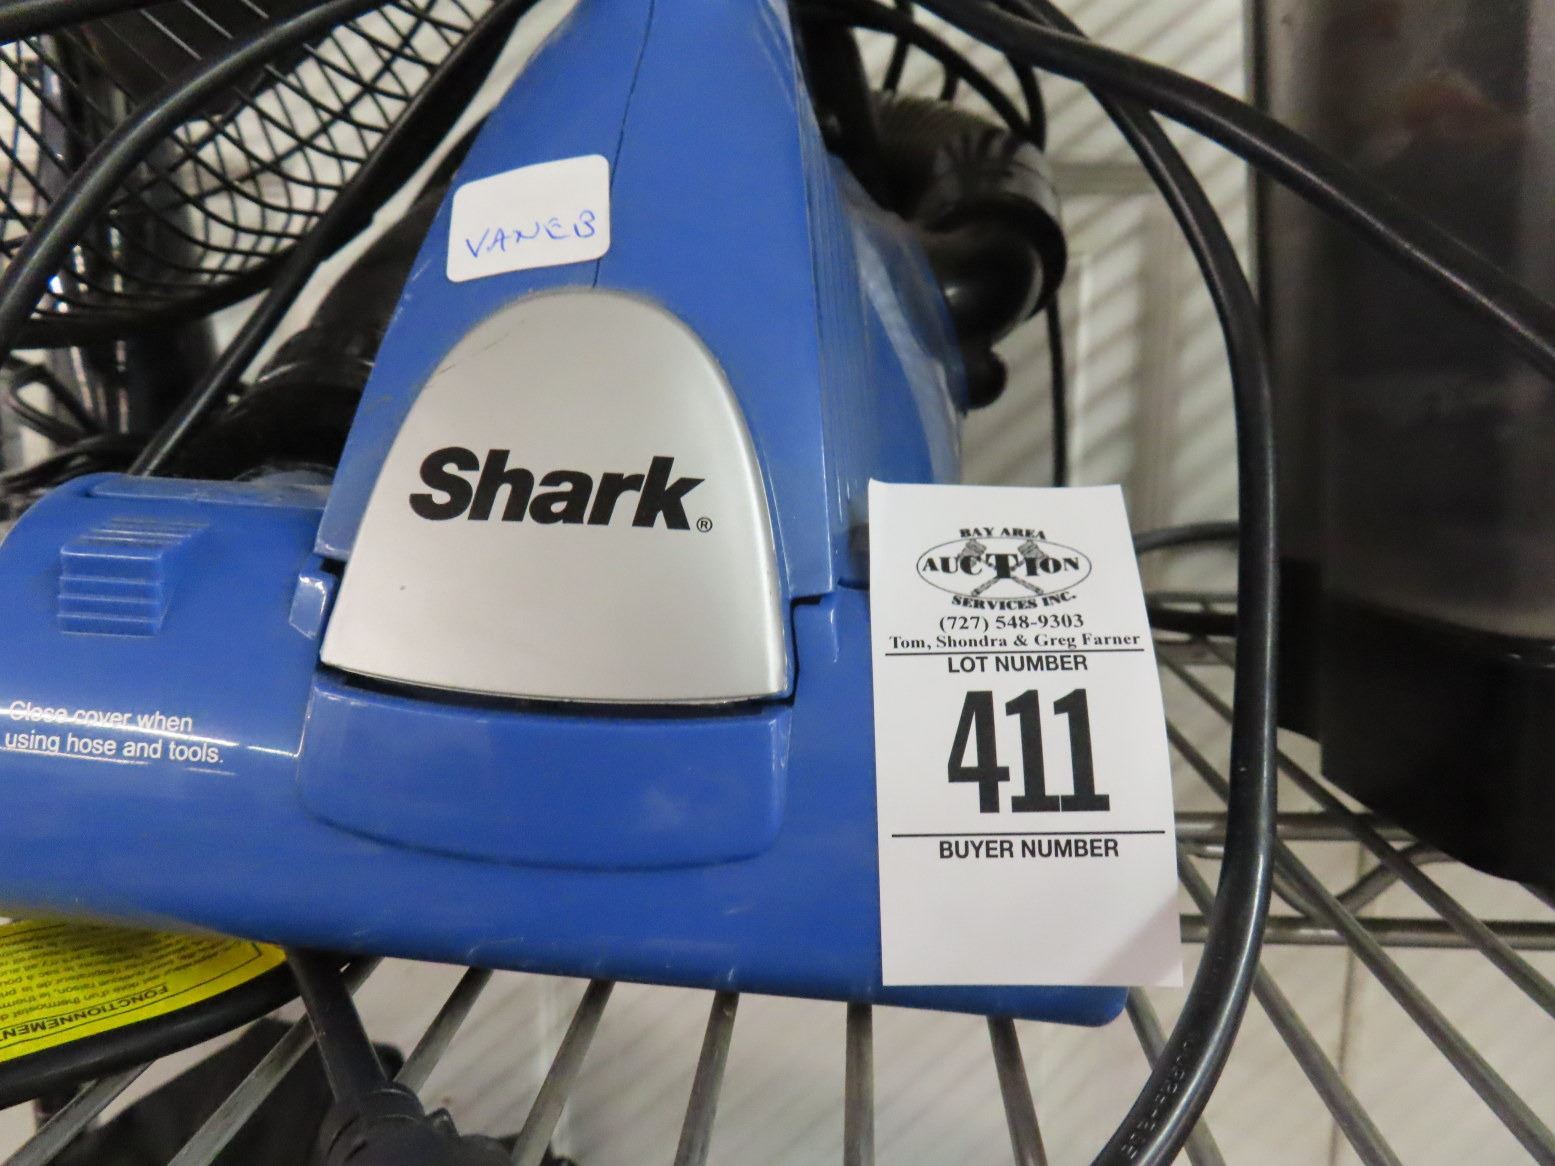 VANEB
Shark®
Close cover when
using hose and tools.
BAY AREA
AUCTION
SERVICES INC.
(727) 548-9303
Tom, Shondra & Greg Farner
LOT NUMBER
411
BUYER NUMBER
FONCTIONNEMENT